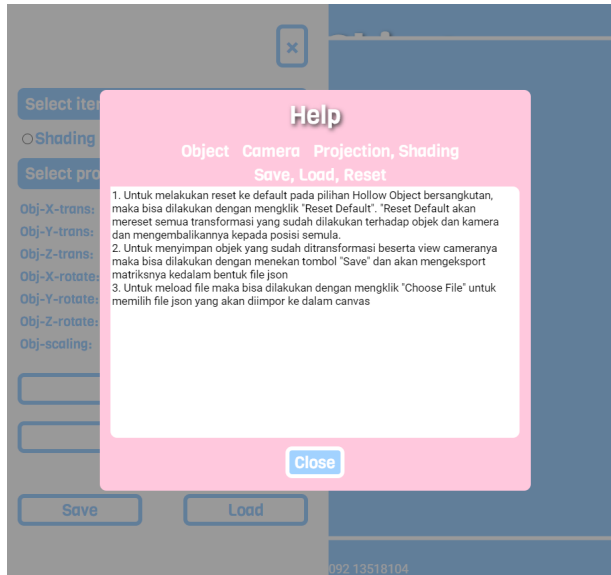 ×
Select iter
Shading
Select pro
Obj-X-trans:
Obj-Y-trans:
Obj-Z-trans:
Obj-X-rotate:
Obj-Y-rotate:
Obj-Z-rotate:
Obj-scaling:
Save Load
092 13518104
Help
Object Camera Projection, Shading
Save, Load, Reset
1. Untuk melakukan reset ke default pada pilihan Hollow Object bersangkutan,
maka bisa dilakukan dengan mengklik "Reset Default". "Reset Default akan
mereset semua transformasi yang sudah dilakukan terhadap objek dan kamera
dan mengembalikannya kepada posisi semula.
2. Untuk menyimpan objek yang sudah ditransformasi beserta view cameranya
maka bisa dilakukan dengan menekan tombol "Save" dan akan mengeksport
matriksnya kedalam bentuk file json
3. Untuk meload file maka bisa dilakukan dengan mengklik "Choose File" untuk
memilih file json yang akan diimpor ke dalam canvas
Close